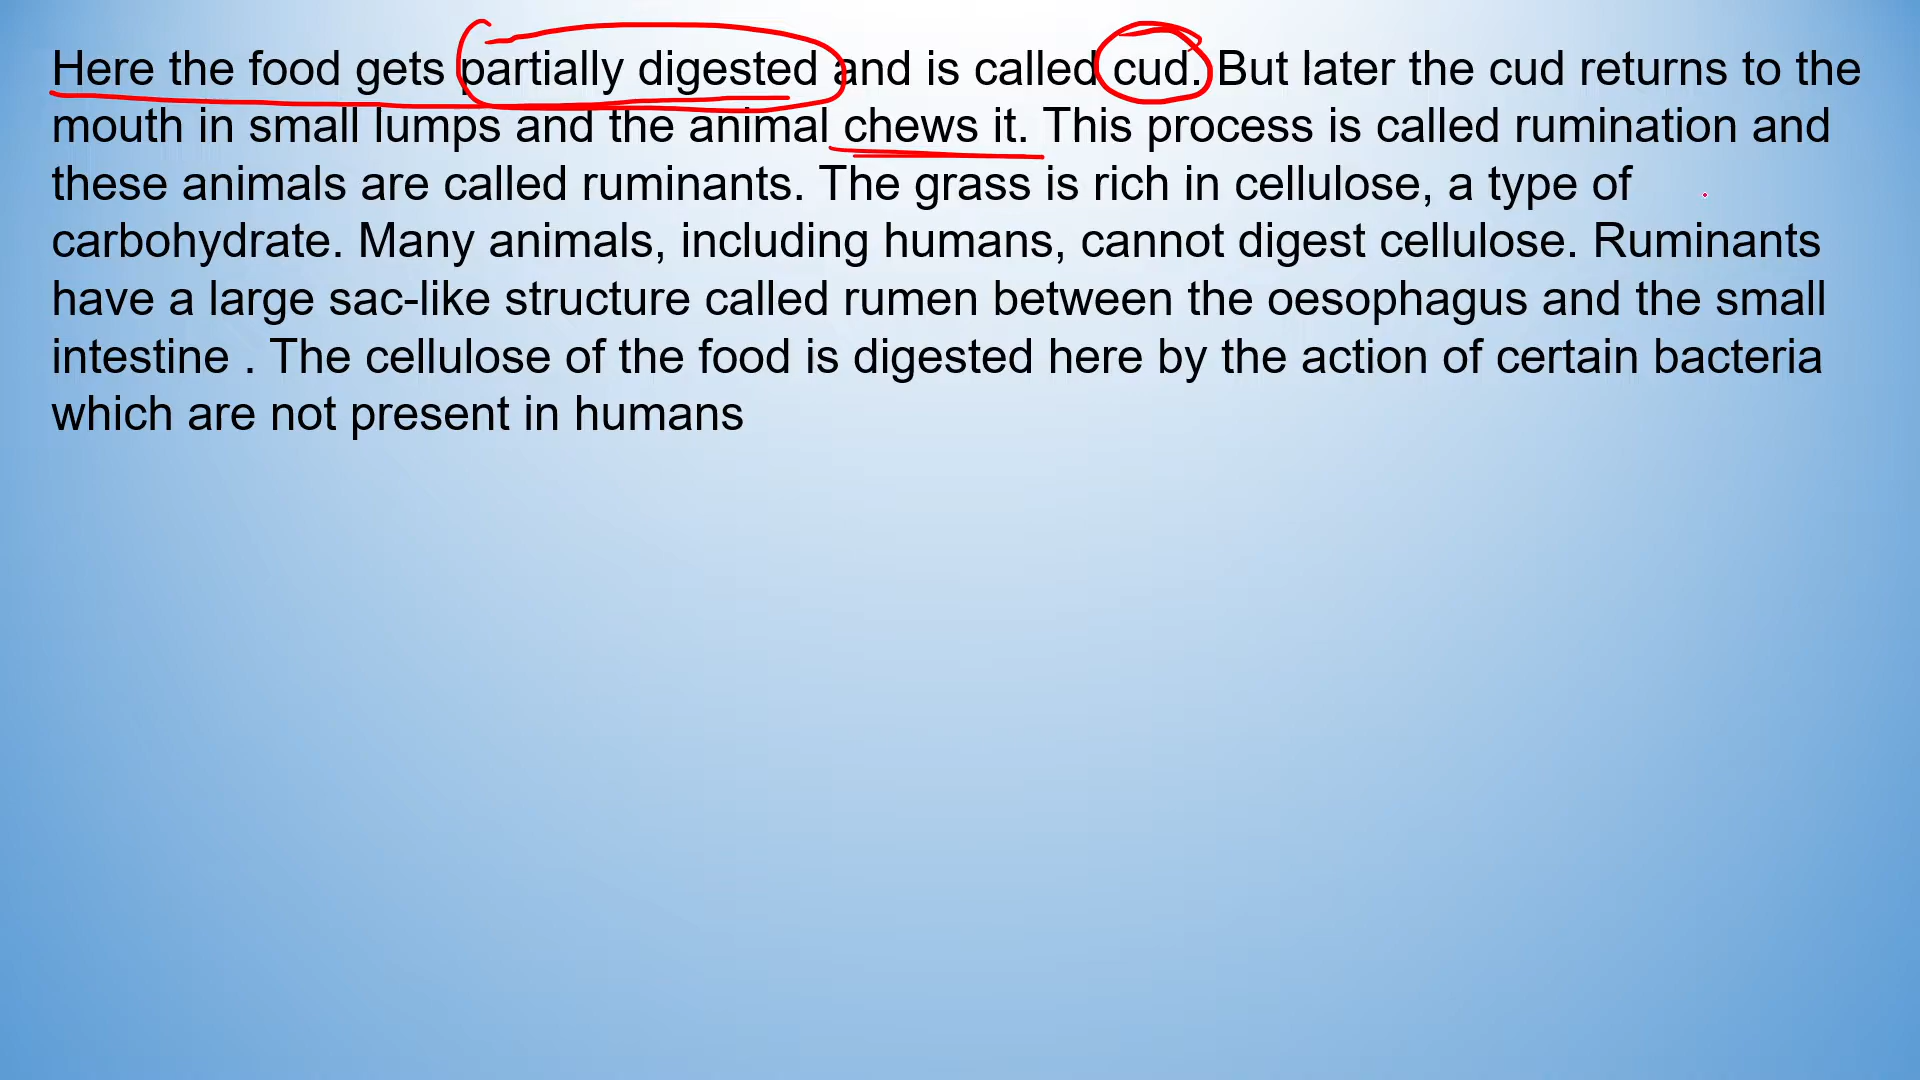 Here the food gets partially digested and is called cud. But later the cud returns to the
mouth in small lumps and the animal chews it. This process is called rumination and
these animals are called ruminants. The grass is rich in cellulose, a type of
carbohydrate. Many animals, including humans, cannot digest cellulose. Ruminants
have a large sac-like structure called rumen between the oesophagus and the small
intestine . The cellulose of the food is digested here by the action of certain bacteria
which are not present in humans